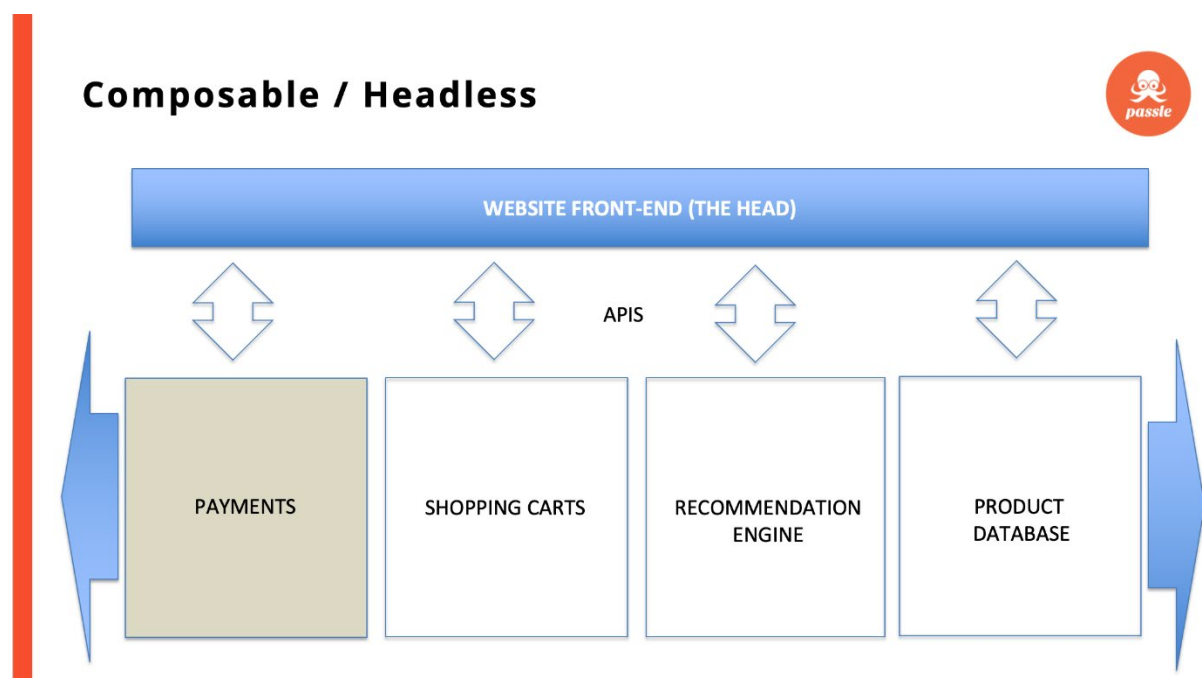 Composable / Headless
passle
WEBSITE FRONT-END (THE HEAD)
APIS
PAYMENTS
SHOPPING CARTS
RECOMMENDATION
ENGINE
PRODUCT
DATABASE